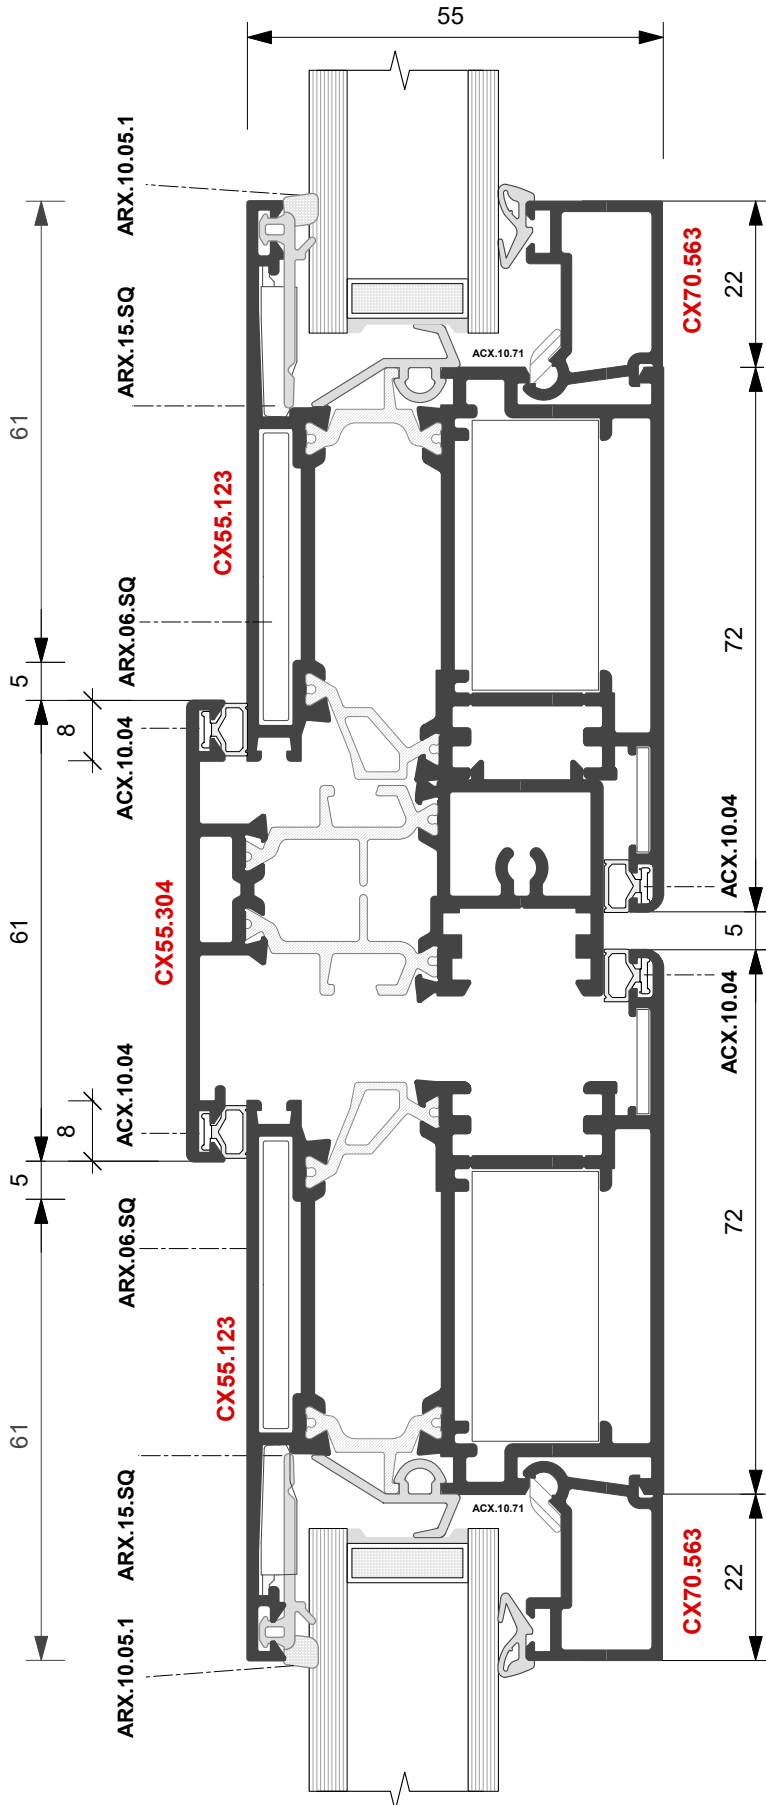 55
ARX.10.05.1
CX70.563
22
ACX.10.71
ARX.15.SQ
61
CX55.123
ARX.06.SQ
72
5
8
ACX.10.04
ACX.10.04
CX55.304
61
5
ACX.10.04
ACX.10.04
8
5
ARX.06.SQ
72
CX55.123
61
ARX.15.SQ
ACX.10.71
CX70.563
22
ARX.10.05.1